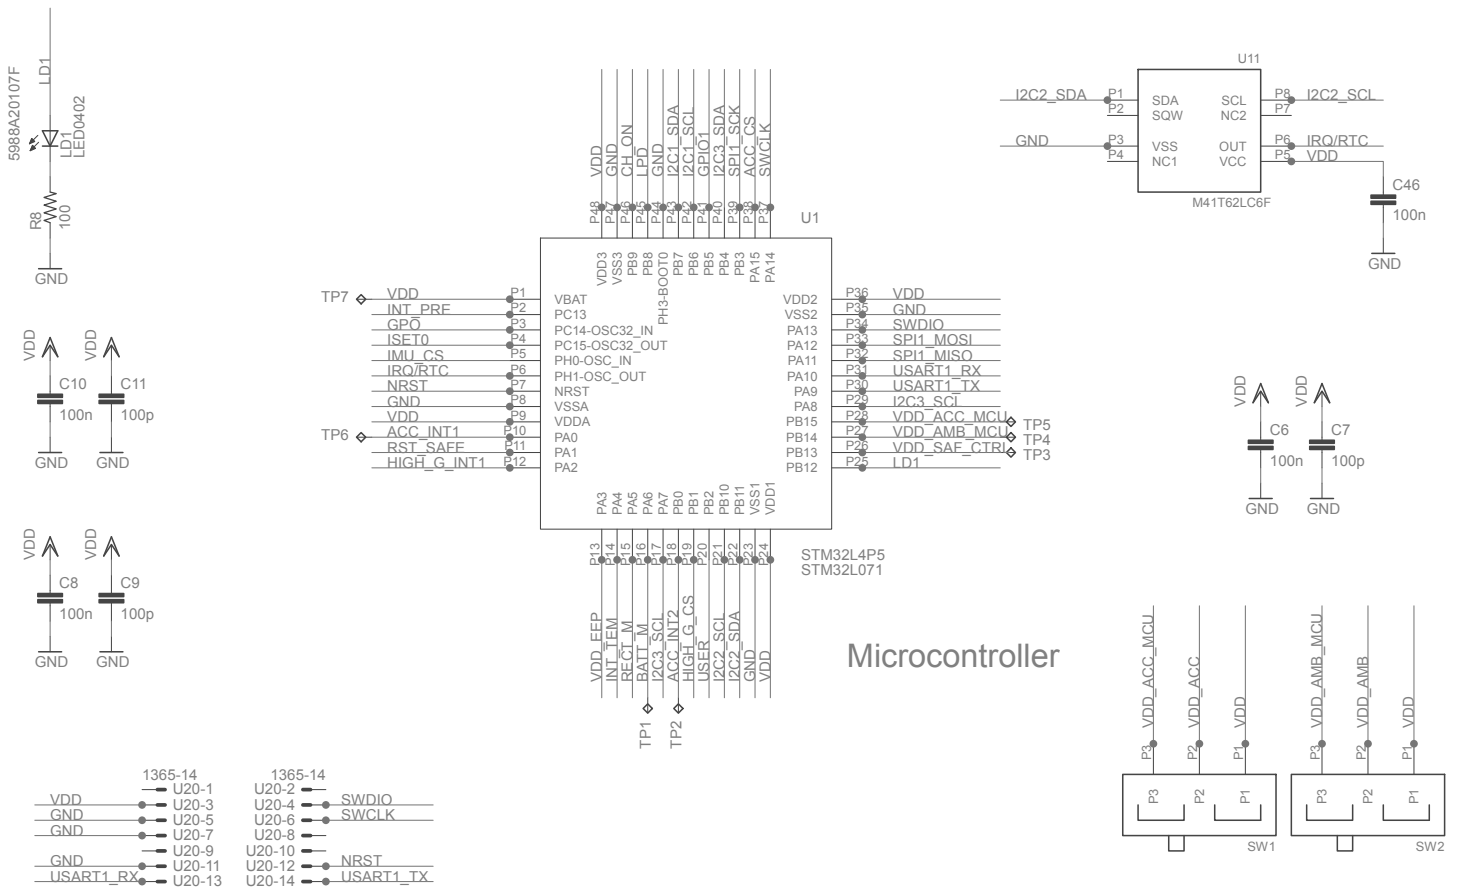 LD1
5988A20107F
LD1
LED0402
R8
100
GND
VDD
GND
CH_ON
LPD
GND
I2C1_SDA
I2C1_SCL
GPIO1
I2C3_SDA
SPI1_SCK
ACC_CS
SWCLK
P48
P47
P46
P45
P44
P43
P42
P41
P40
P39
P38
P37
U1
VDD3
VSS3
PB9
PB8
PH3-BOOT0
PB7
PB6
PB5
PB4
PB3
PA15
PA14
TP7 VDD P1 VBAT
INT_PRE P2 PC13
GPO P3 PC14-OSC32_IN
ISET0 P4 PC15-OSC32_OUT
IMU_CS P5 PH0-OSC_IN
IRQ/RTC P6 PH1-OSC_OUT
NRST P7 NRST
GND P8 VSSA
VDD P9 VDDA
TP6 ACC_INT1 P10 PA0
RST_SAFE P11 PA1
HIGH_G_INT1 P12 PA2
VDD2 P36 VDD
VSS2 P35 GND
PA13 P34 SWDIO
PA12 P33 SPI1_MOSI
PA11 P32 SPI1_MISO
PA10 P31 USART1_RX
PA9 P30 USART1_TX
PA8 P29 I2C3_SCL
PB15 P28 VDD_ACC_MCU TP5
PB14 P27 VDD_AMB_MCU TP4
PB13 P26 VDD_SAF_CTRL TP3
PB12 P25 LD1
PA3
PA4
PA5
PA6
PA7
PB0
PB1
PB2
PB10
PB11
VSS1
VDD1
P13
P14
P15
P16
P17
P18
P19
P20
P21
P22
P23
P24
STM32L4P5
STM32L071
VDD_EEP
INT_TEM
RECT_M
BATT_M
I2C3_SCL
ACC_INT2
HIGH_G_CS
USER
I2C2_SCL
I2C2_SDA
GND
VDD
TP1
TP2
Microcontroller
U11
I2C2_SDA P1 SDA SCL P8 I2C2_SCL
P2 SQW NC2 P7
GND P3 VSS OUT P6 IRQ/RTC
P4 NC1 VCC P5 VDD
M41T62LC6F
C46
100n
GND
VDD
C10
100n
GND
VDD
C11
100p
GND
VDD
C8
100n
GND
VDD
C9
100p
GND
VDD
C6
100n
GND
VDD
C7
100p
GND
VDD_ACC_MCU
VDD_ACC
VDD
P3
P2
P1
P3
P2
P1
SW1
VDD_AMB_MCU
VDD_AMB
VDD
P3
P2
P1
P3
P2
P1
SW2
1365-14 1365-14
U20-1 U20-2
VDD U20-3 U20-4 SWDIO
GND U20-5 U20-6 SWCLK
GND U20-7 U20-8
U20-9 U20-10
GND U20-11 U20-12 NRST
USART1_RX U20-13 U20-14 USART1_TX